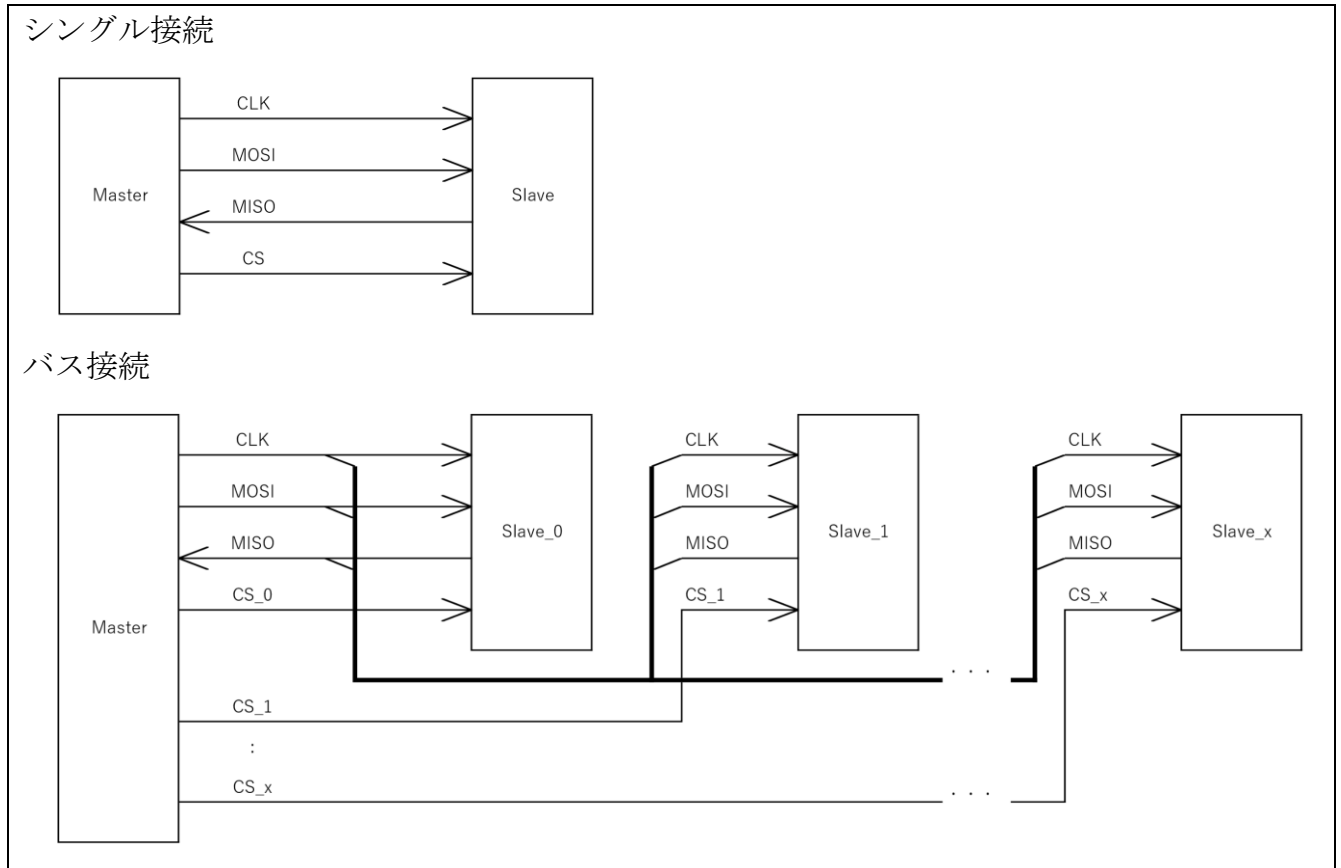 シングル接続
CLK
MOSI
Master
MISO
Slave
CS
バス接続
CLK
CLK
CLK
MOSI
MOSI
MOSI
Slave_0
Slave_1
Slave_x
MISO
MISO
MISO
CS_0
CS_1
CS_x
Master
. . .
CS_1
:
CS_x
. . .